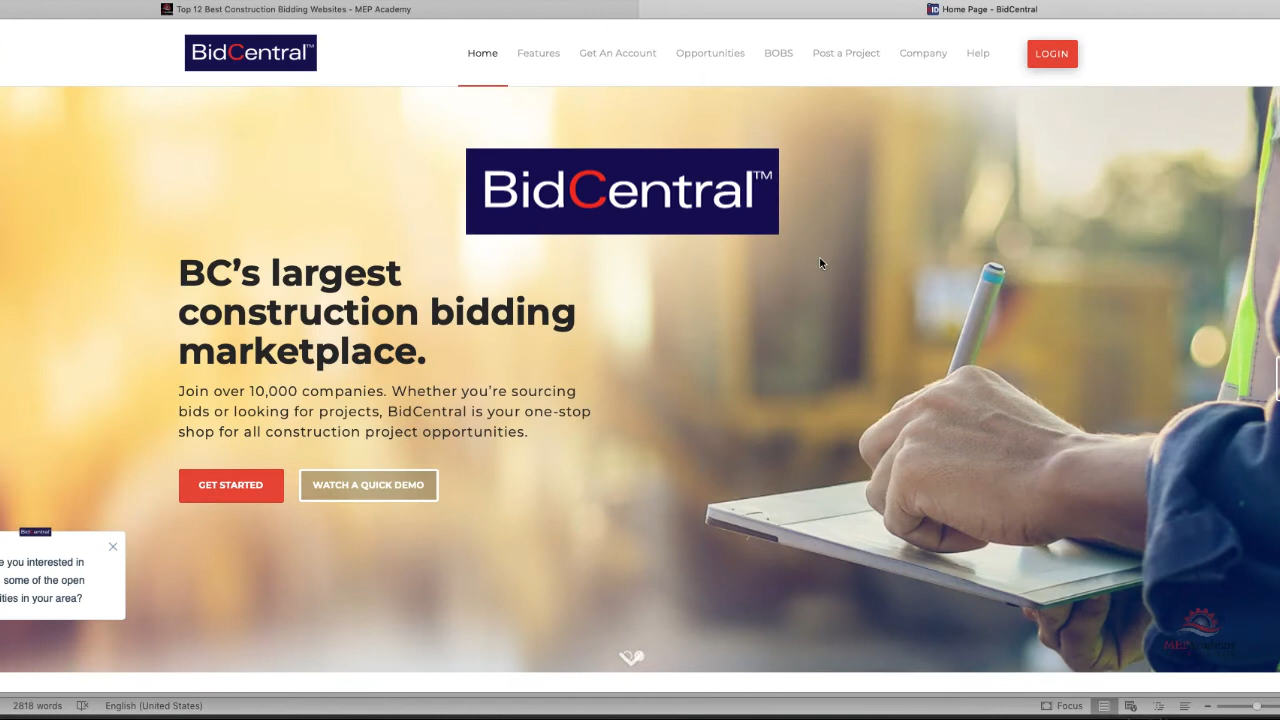 Top 12 Best Construction Bidding Websites - MEP Academy
Home Page - BidCentral
BidCentral™
Home
Features
Get An Account
Opportunities
BOBS
Post a Project
Company
Help
LOGIN
BidCentral™
BC's largest
construction bidding
marketplace.
Join over 10,000 companies. Whether you're sourcing
bids or looking for projects, BidCentral is your one-stop
shop for all construction project opportunities.
GET STARTED
WATCH A QUICK DEMO
BidCentral
you interested in
some of the open
in your area?
MEP Academy
2818 words
English (United States)
Focus